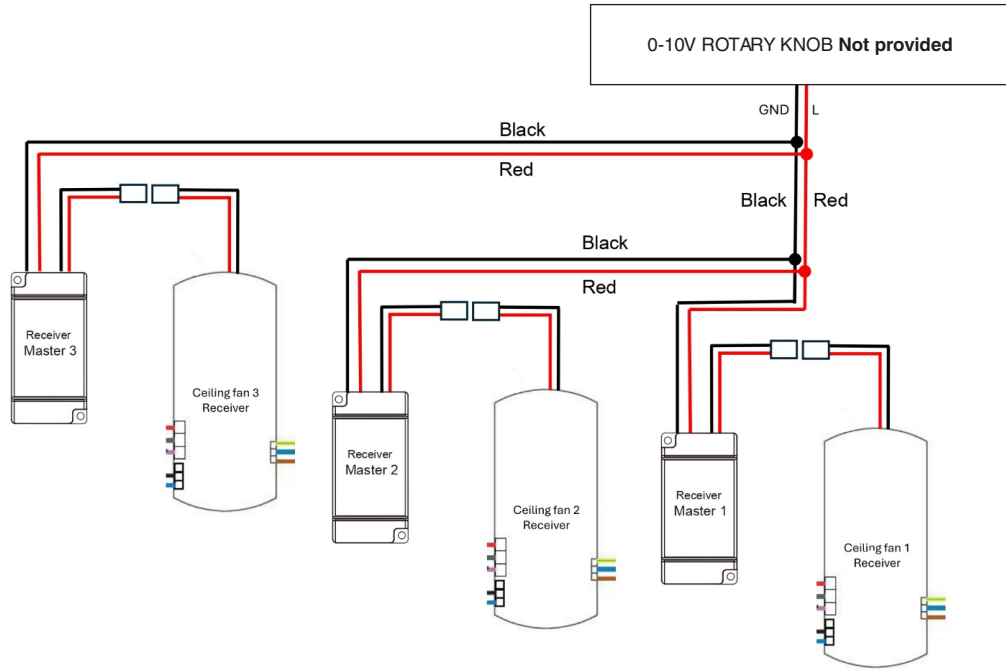 0-10V ROTARY KNOB Not provided
GND
L
Black
Red
Black
Red
Black
Red
Receiver
Master 3
Ceiling fan 3
Receiver
Receiver
Master 2
Ceiling fan 2
Receiver
Receiver
Master 1
Ceiling fan 1
Receiver